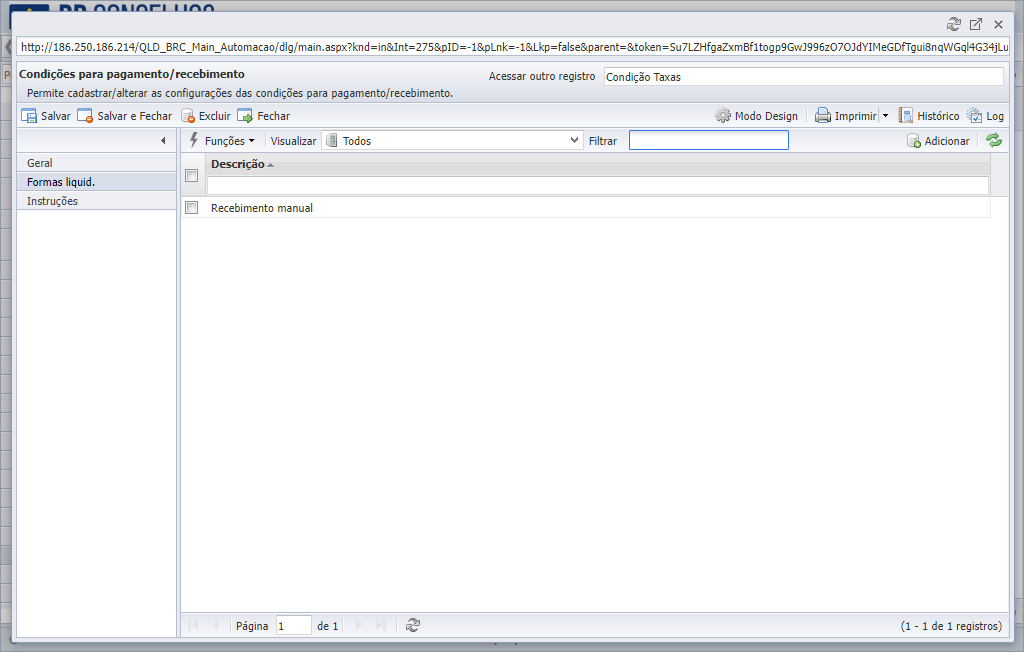 http://186.250.186.214/QLD_BRC_Main_Automacao/dlg/main.aspx?knd=in&Int=275&pID=-1&pLnk=-1&Lkp=false&parent=&token=Su7LZHfgaZxmBf1togp9GwJ996zO7OJdYIMeGDfTgui8nqWGql4G34jLu
Condições para pagamento/recebimento
Acessar outro registro Condição Taxas
Permite cadastrar/alterar as configurações das condições para pagamento/recebimento.
Salvar Salvar e Fechar Excluir Fechar Modo Design Imprimir Histórico Log
Funções Visualizar Todos Filtrar Adicionar
Geral
Formas liquid.
Instruções
Descrição
Recebimento manual
Página 1 de 1 (1 - 1 de 1 registros)